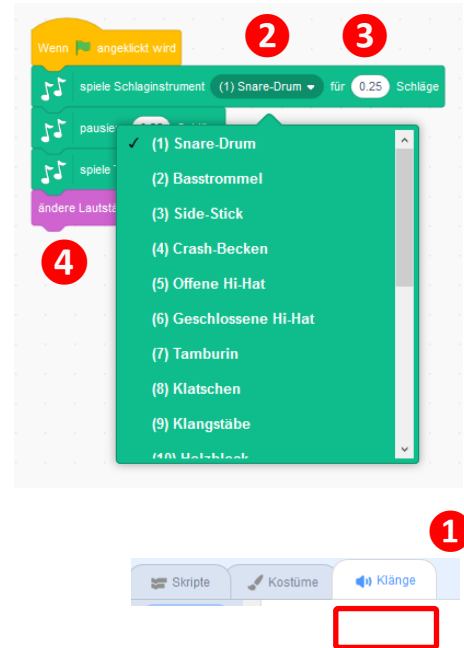 Wenn angeklickt wird
2 3
spiele Schlaginstrument (1) Snare-Drum für 0.25 Schläge
spiele
ändere
4
✓ (1) Snare-Drum
(2) Basstrommel
(3) Side-Stick
(4) Crash-Becken
(5) Offene Hi-Hat
(6) Geschlossene Hi-Hat
(7) Tamburin
(8) Klatschen
(9) Klangstäbe
1
Skripte Kostüme Klänge